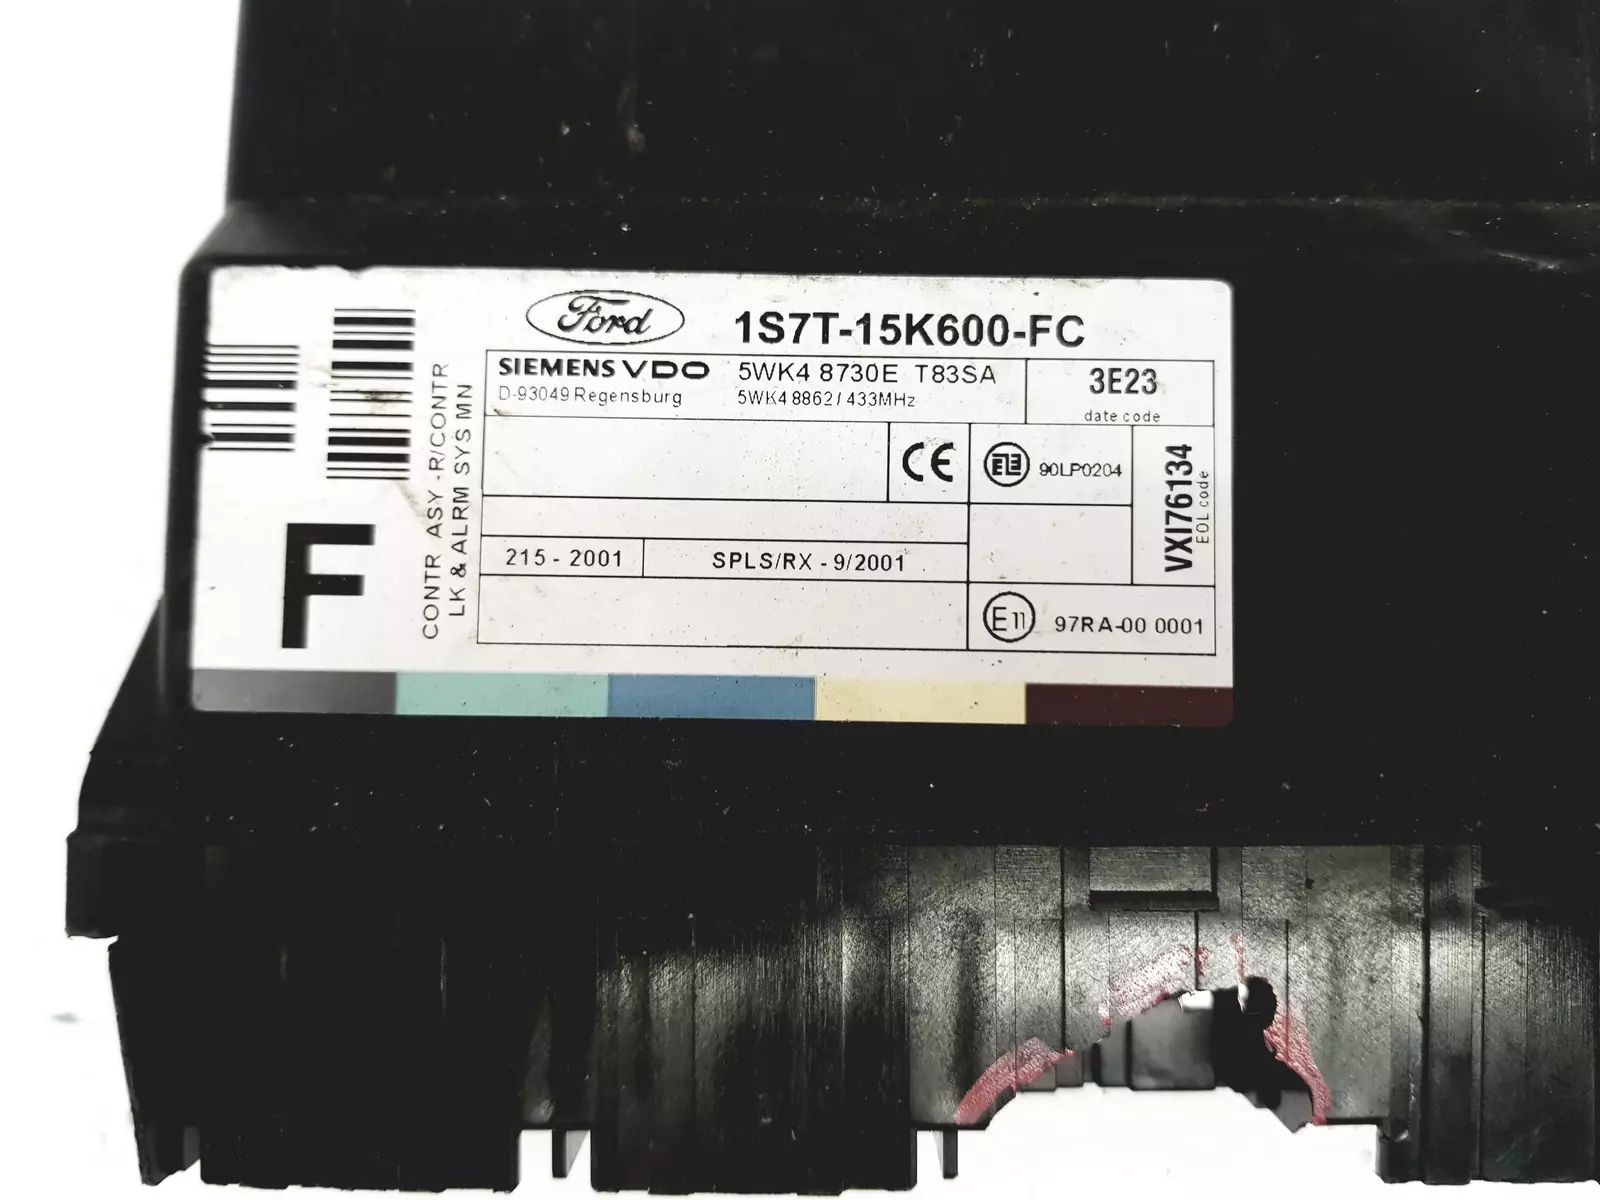 Ford
1S7T-15K600-FC
SIEMENS VDO
D-93049 Regensburg
5WK4 8730E T83SA
5WK4 8862 / 433MHz
3E23
date code
CE
E13
90LP0204
VXI76134
EOL code
215 - 2001
SPLS/RX - 9/2001
E11
97RA-00 0001
F
CONTR ASY - R/CONTR
LK & ALRM SYS MN